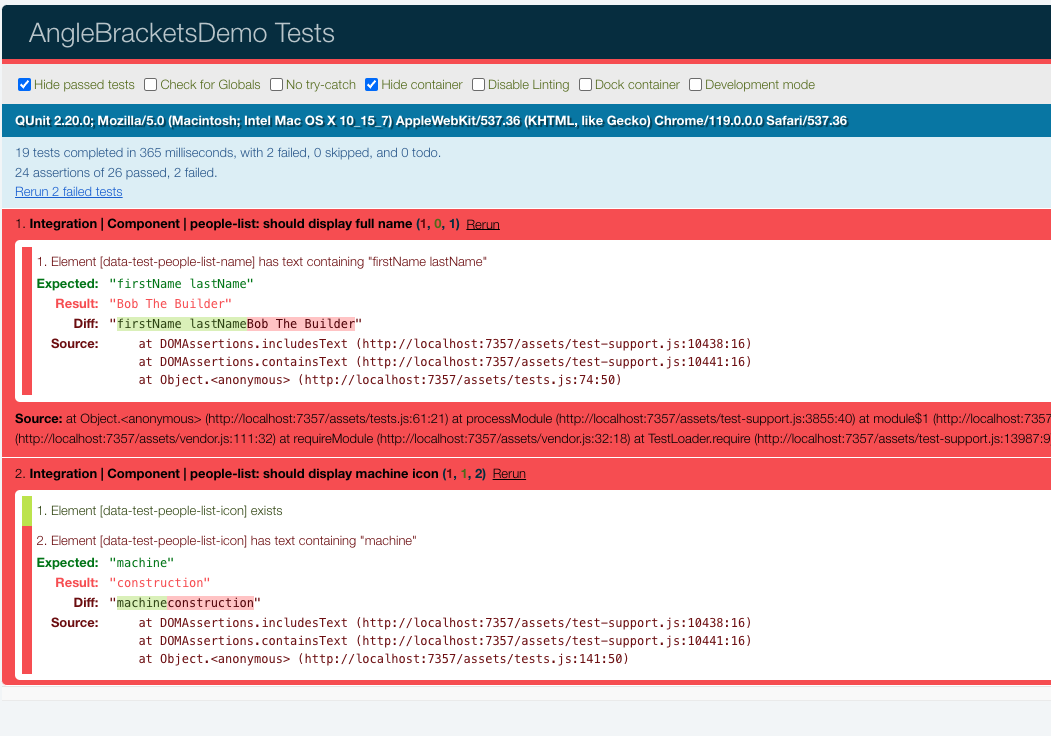 AngleBracketsDemo Tests
Hide passed tests Check for Globals No try-catch Hide container Disable Linting Dock container Development mode
QUnit 2.20.0; Mozilla/5.0 (Macintosh; Intel Mac OS X 10_15_7) AppleWebKit/537.36 (KHTML, like Gecko) Chrome/119.0.0.0 Safari/537.36
19 tests completed in 365 milliseconds, with 2 failed, 0 skipped, and 0 todo.
24 assertions of 26 passed, 2 failed.
Rerun 2 failed tests
1. Integration | Component | people-list: should display full name (1, 0, 1) Rerun
1. Element [data-test-people-list-name] has text containing "firstName lastName"
Expected: "firstName lastName"
Result: "Bob The Builder"
Diff: "firstName lastNameBob The Builder"
Source: at DOMAssertions.includesText (http://localhost:7357/assets/test-support.js:10438:16)
at DOMAssertions.containsText (http://localhost:7357/assets/test-support.js:10441:16)
at Object.<anonymous> (http://localhost:7357/assets/tests.js:74:50)
Source: at Object.<anonymous> (http://localhost:7357/assets/tests.js:61:21) at processModule (http://localhost:7357/assets/test-support.js:3855:40) at module$1 (http://localhost:7357
(http://localhost:7357/assets/vendor.js:111:32) at requireModule (http://localhost:7357/assets/vendor.js:32:18) at TestLoader.require (http://localhost:7357/assets/test-support.js:13987:9
2. Integration | Component | people-list: should display machine icon (1, 1, 2) Rerun
1. Element [data-test-people-list-icon] exists
2. Element [data-test-people-list-icon] has text containing "machine"
Expected: "machine"
Result: "construction"
Diff: "machineconstruction"
Source: at DOMAssertions.includesText (http://localhost:7357/assets/test-support.js:10438:16)
at DOMAssertions.containsText (http://localhost:7357/assets/test-support.js:10441:16)
at Object.<anonymous> (http://localhost:7357/assets/tests.js:141:50)